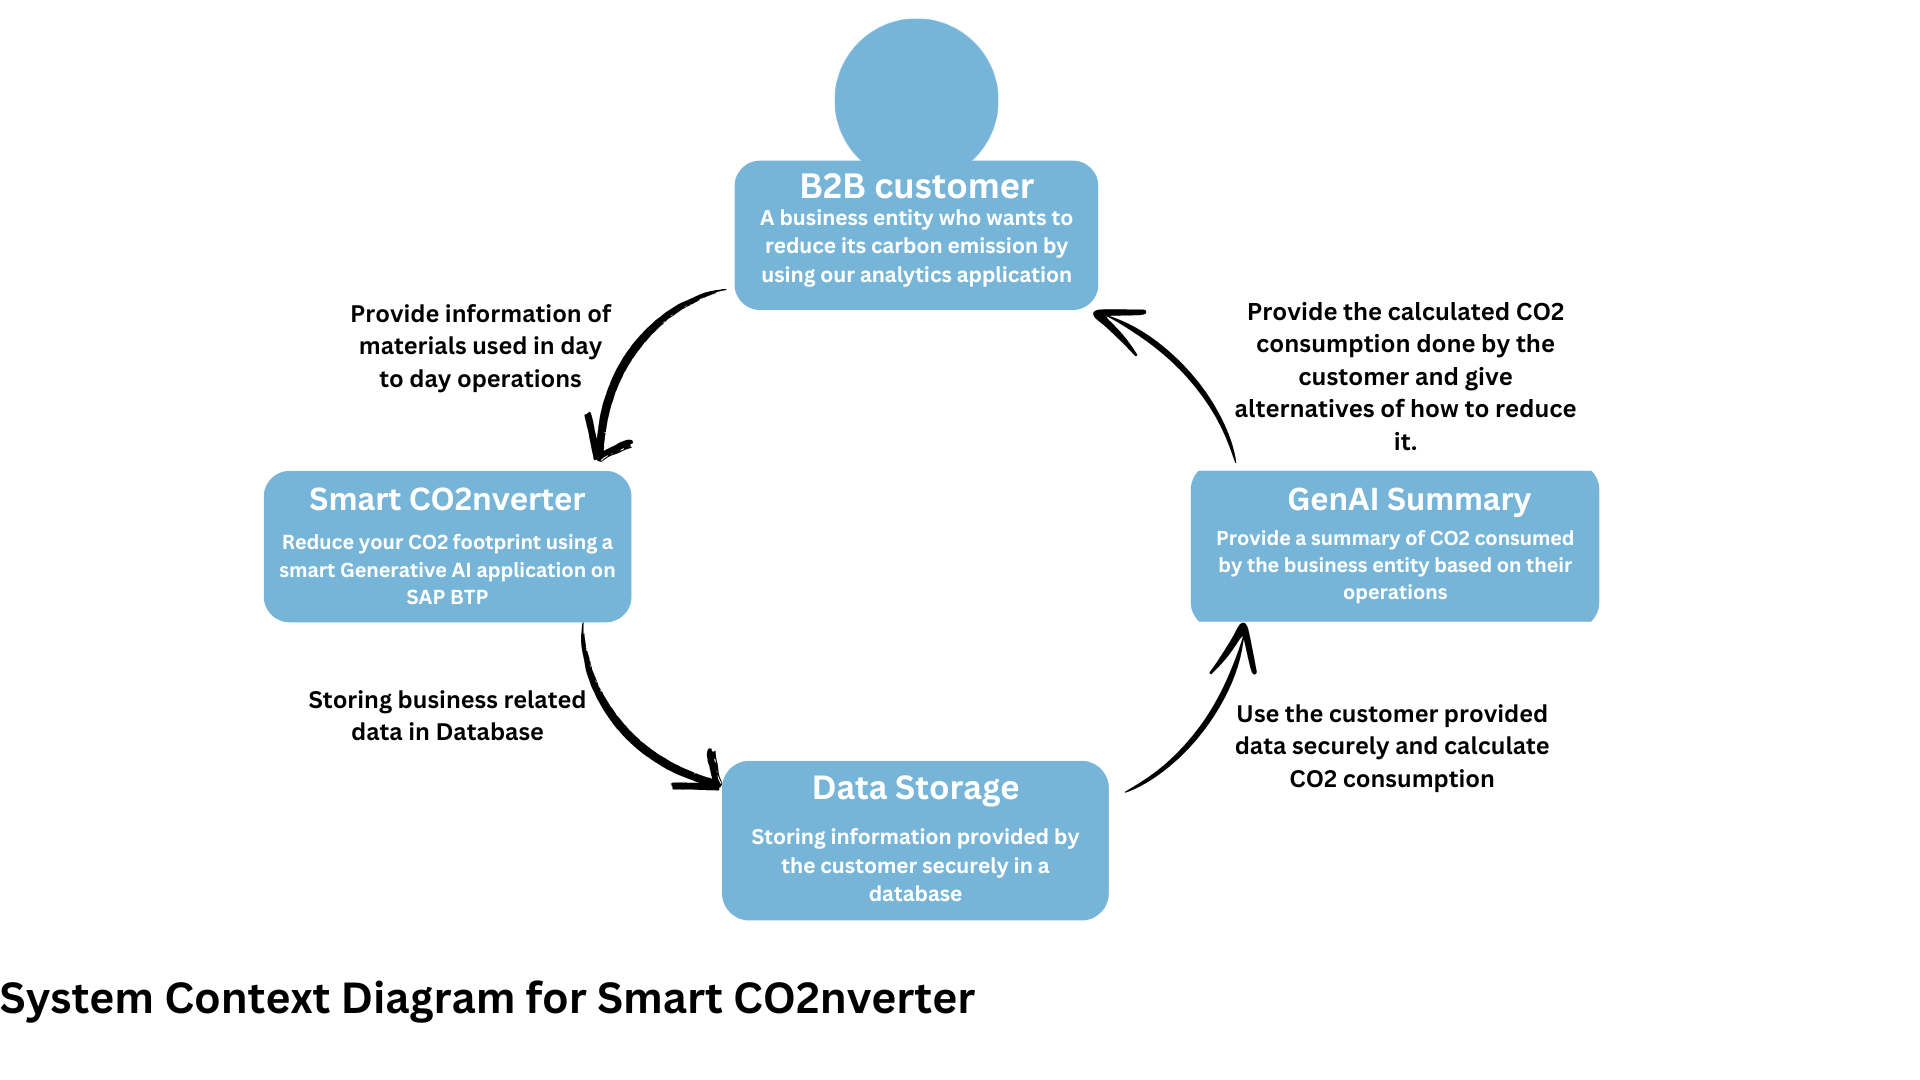 B2B customer
A business entity who wants to
reduce its carbon emission by
using our analytics application
Provide information of
materials used in day
to day operations
Provide the calculated CO2
consumption done by the
customer and give
alternatives of how to reduce
it.
Smart CO2nverter
Reduce your CO2 footprint using a
smart Generative AI application on
SAP BTP
GenAI Summary
Provide a summary of CO2 consumed
by the business entity based on their
operations
Storing business related
data in Database
Use the customer provided
data securely and calculate
CO2 consumption
Data Storage
Storing information provided by
the customer securely in a
database
System Context Diagram for Smart CO2nverter